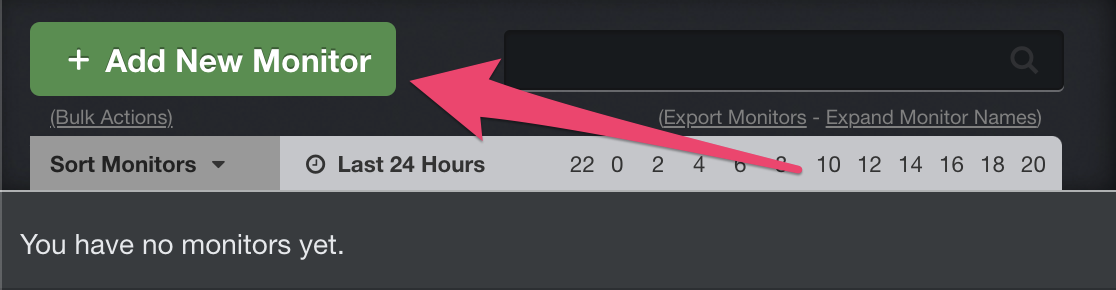 + Add New Monitor
(Bulk Actions)
(Export Monitors - Expand Monitor Names)
Sort Monitors
Last 24 Hours
22 0 2 4 6 8 10 12 14 16 18 20
You have no monitors yet.